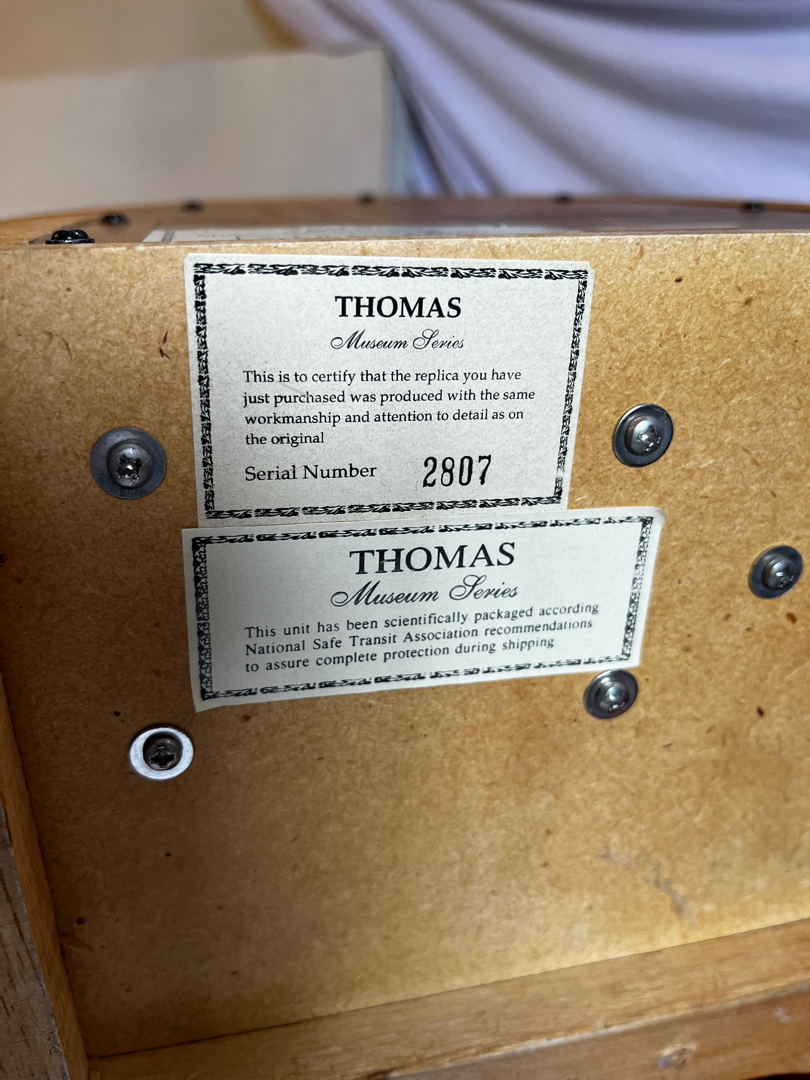 THOMAS
Museum Series
This is to certify that the replica you have
just purchased was produced with the same
workmanship and attention to detail as on
the original
Serial Number 2807
THOMAS
Museum Series
This unit has been scientifically packaged according
National Safe Transit Association recommendations
to assure complete protection during shipping